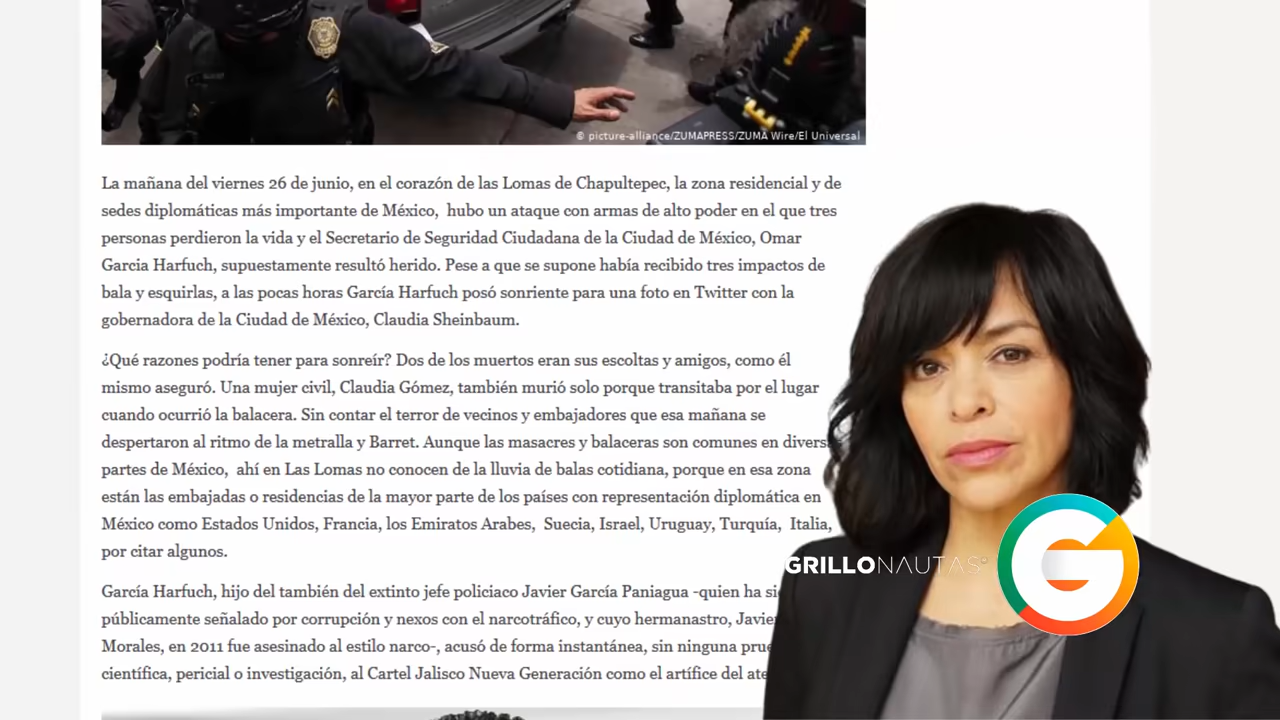 © picture-alliance/ZUMAPRESS/ZUMA Wire/El Universal
La mañana del viernes 26 de junio, en el corazón de las Lomas de Chapultepec, la zona residencial y de
sedes diplomáticas más importante de México, hubo un ataque con armas de alto poder en el que tres
personas perdieron la vida y el Secretario de Seguridad Ciudadana de la Ciudad de México, Omar
Garcia Harfuch, supuestamente resultó herido. Pese a que se supone había recibido tres impactos de
bala y esquirlas, a las pocas horas García Harfuch posó sonriente para una foto en Twitter con la
gobernadora de la Ciudad de México, Claudia Sheinbaum.
¿Qué razones podría tener para sonreír? Dos de los muertos eran sus escoltas y amigos, como él
mismo aseguró. Una mujer civil, Claudia Gómez, también murió solo porque transitaba por el lugar
cuando ocurrió la balacera. Sin contar el terror de vecinos y embajadores que esa mañana se
despertaron al ritmo de la metralla y Barret. Aunque las masacres y balaceras son comunes en divers
partes de México, ahí en Las Lomas no conocen de la lluvia de balas cotidiana, porque en esa zona
están las embajadas o residencias de la mayor parte de los países con representación diplomática en
México como Estados Unidos, Francia, los Emiratos Arabes, Suecia, Israel, Uruguay, Turquía, Italia,
por citar algunos.
García Harfuch, hijo del también del extinto jefe policiaco Javier García Paniagua -quien ha
públicamente señalado por corrupción y nexos con el narcotráfico, y cuyo hermanastro, Javie
Morales, en 2011 fue asesinado al estilo narco-, acusó de forma instantánea, sin ninguna
científica, pericial o investigación, al Cartel Jalisco Nueva Generación como el artífice del
GRILLONAUTAS
G